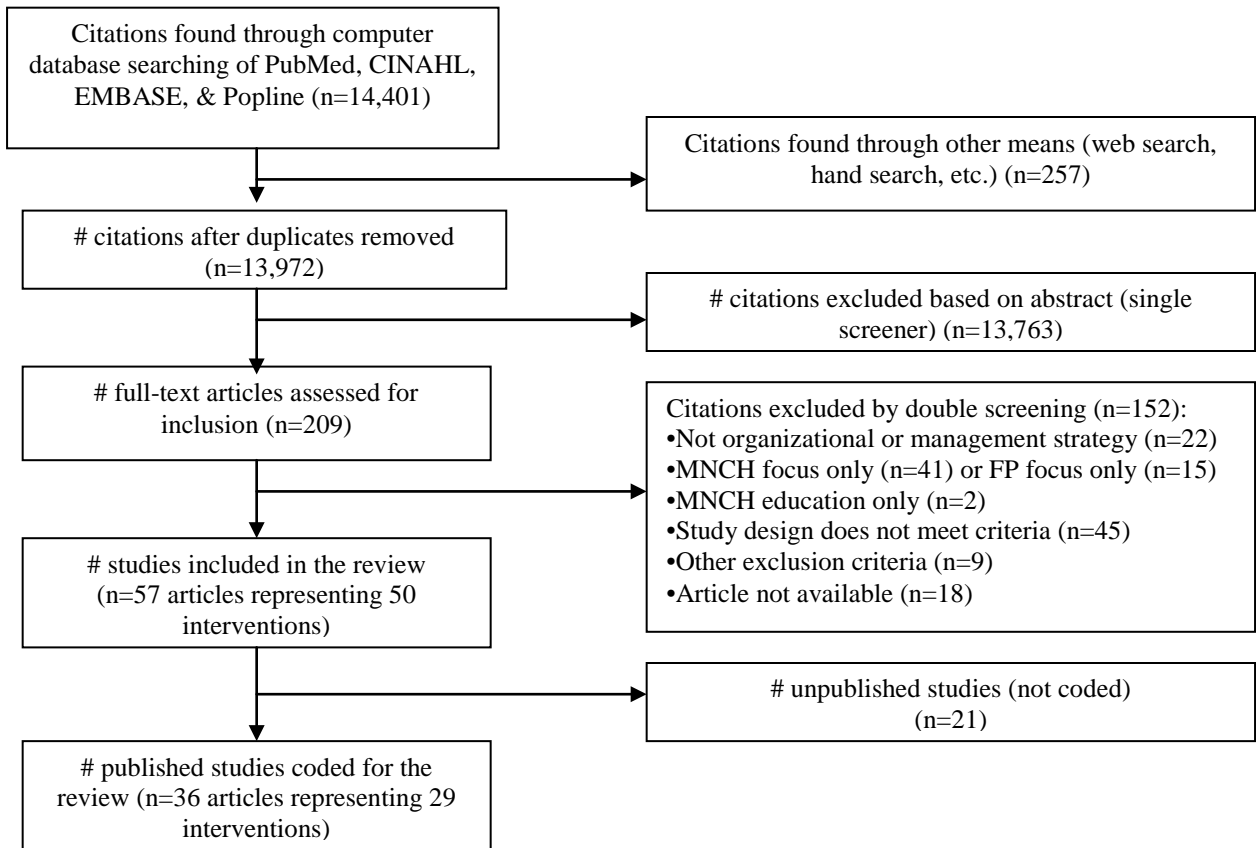 Citations found through computer
database searching of PubMed, CINAHL,
EMBASE, & Popline (n=14,401)
Citations found through other means (web search,
hand search, etc.) (n=257)
# citations after duplicates removed
(n=13,972)
# citations excluded based on abstract (single
screener) (n=13,763)
# full-text articles assessed for
inclusion (n=209)
Citations excluded by double screening (n=152):
•Not organizational or management strategy (n=22)
•MNCH focus only (n=41) or FP focus only (n=15)
•MNCH education only (n=2)
•Study design does not meet criteria (n=45)
•Other exclusion criteria (n=9)
•Article not available (n=18)
# studies included in the review
(n=57 articles representing 50
interventions)
# unpublished studies (not coded)
(n=21)
# published studies coded for the
review (n=36 articles representing 29
interventions)